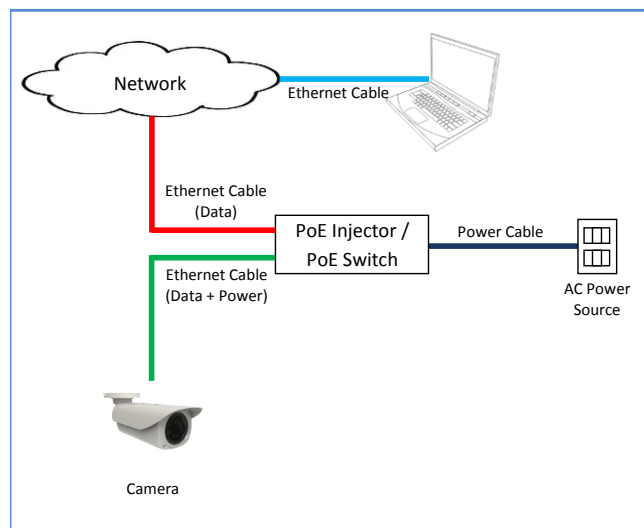 Network
Ethernet Cable
Ethernet Cable
(Data)
PoE Injector /
PoE Switch
Power Cable
Ethernet Cable
(Data + Power)
AC Power
Source
Camera